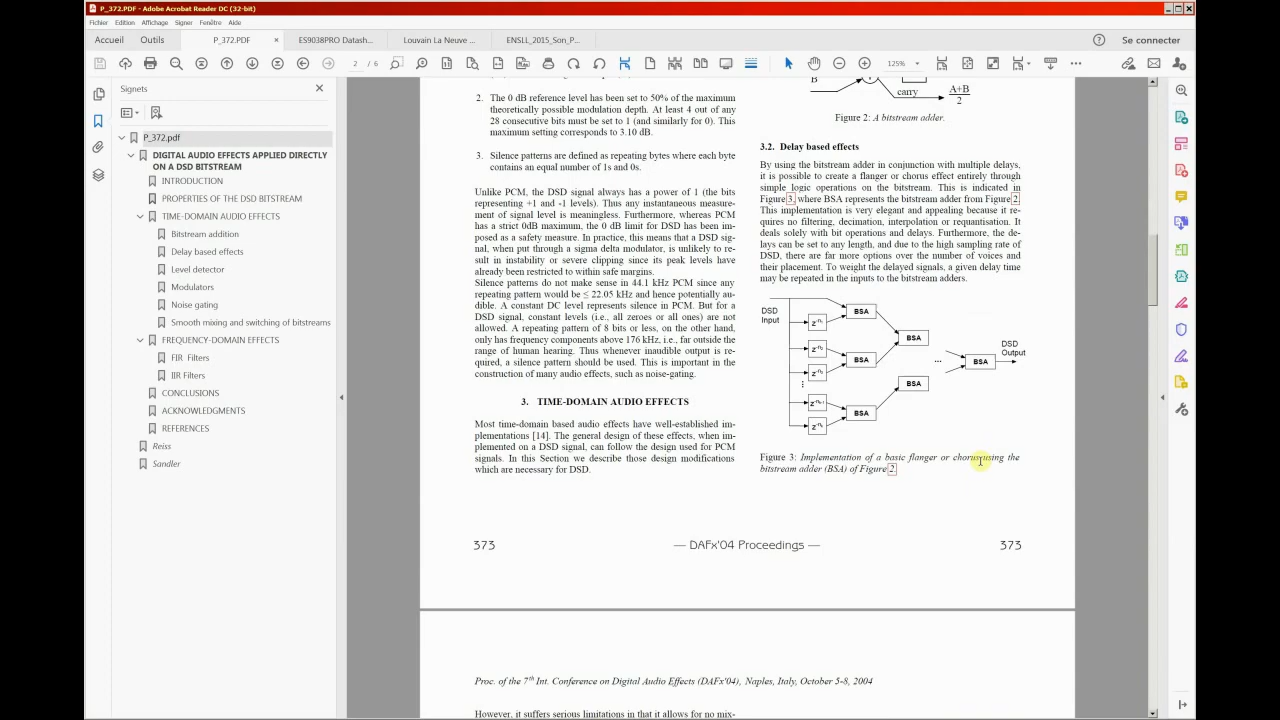 P_372.PDF - Adobe Acrobat Reader DC (32-bit)
Fichier Edition Affichage Signer Fenêtre Aide
Accueil Outils P_372.PDF × ES9038PRO Datash... Louvain La Neuve ... ENSLL_2015_Son_P... Se connecter
2 / 6 125%
Signets
P_372.pdf
DIGITAL AUDIO EFFECTS APPLIED DIRECTLY
ON A DSD BITSTREAM
INTRODUCTION
PROPERTIES OF THE DSD BITSTREAM
TIME-DOMAIN AUDIO EFFECTS
Bitstream addition
Delay based effects
Level detector
Modulators
Noise gating
Smooth mixing and switching of bitstreams
FREQUENCY-DOMAIN EFFECTS
FIR Filters
IIR Filters
CONCLUSIONS
ACKNOWLEDGMENTS
REFERENCES
Reiss
Sandler
2. The 0 dB reference level has been set to 50% of the maximum
theoretically possible modulation depth. At least 4 out of any
28 consecutive bits must be set to 1 (and similarly for 0). This
maximum setting corresponds to 3.10 dB.
3. Silence patterns are defined as repeating bytes where each byte
contains an equal number of 1s and 0s.
Unlike PCM, the DSD signal always has a power of 1 (the bits
representing +1 and -1 levels). Thus any instantaneous measure-
ment of signal level is meaningless. Furthermore, whereas PCM
has a strict 0dB maximum, the 0 dB limit for DSD has been im-
posed as a safety measure. In practice, this means that a DSD sig-
nal, when put through a sigma delta modulator, is unlikely to re-
sult in instability or severe clipping since its peak levels have
already been restricted to within safe margins.
Silence patterns do not make sense in 44.1 kHz PCM since any
repeating pattern would be ≤ 22.05 kHz and hence potentially au-
dible. A constant DC level represents silence in PCM. But for a
DSD signal, constant levels (i.e., all zeroes or all ones) are not
allowed. A repeating pattern of 8 bits or less, on the other hand,
only has frequency components above 176 kHz, i.e., far outside the
range of human hearing. Thus whenever inaudible output is re-
quired, a silence pattern should be used. This is important in the
construction of many audio effects, such as noise-gating.
3. TIME-DOMAIN AUDIO EFFECTS
Most time-domain based audio effects have well-established im-
plementations [14]. The general design of these effects, when im-
plemented on a DSD signal, can follow the design used for PCM
signals. In this Section we describe those design modifications
which are necessary for DSD.
B carry A+B
2
Figure 2: A bitstream adder.
3.2. Delay based effects
By using the bitstream adder in conjunction with multiple delays,
it is possible to create a flanger or chorus effect entirely through
simple logic operations on the bitstream. This is indicated in
Figure 3, where BSA represents the bitstream adder from Figure 2.
This implementation is very elegant and appealing because it re-
quires no filtering, decimation, interpolation or requantisation. It
deals solely with bit operations and delays. Furthermore, the de-
lays can be set to any length, and due to the high sampling rate of
DSD, there are far more options over the number of voices and
their placement. To weight the delayed signals, a given delay time
may be repeated in the inputs to the bitstream adders.
DSD
Input
BSA
BSA
BSA
BSA
BSA
...
BSA
DSD
Output
Figure 3: Implementation of a basic flanger or chorus using the
bitstream adder (BSA) of Figure 2.
373 — DAFx'04 Proceedings — 373
Proc. of the 7th Int. Conference on Digital Audio Effects (DAFx'04), Naples, Italy, October 5-8, 2004
However, it suffers serious limitations in that it allows for no mix-